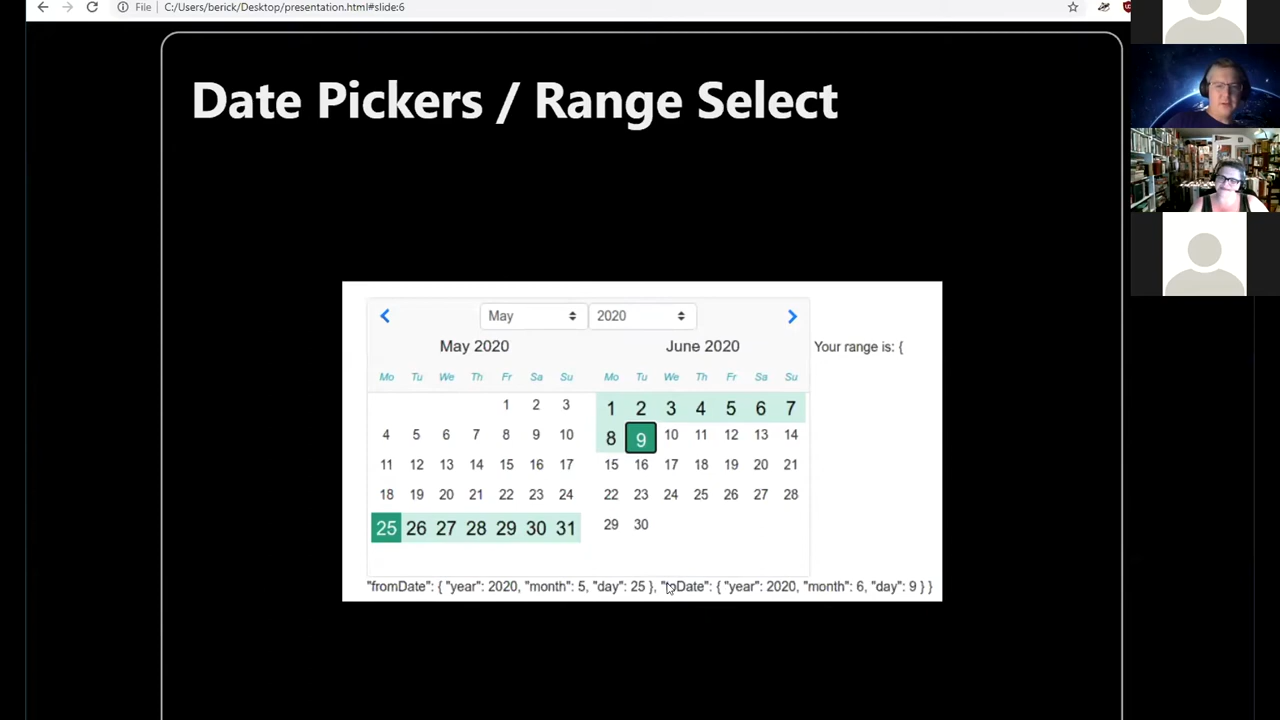 File C:/Users/berick/Desktop/presentation.html#slide:6
Date Pickers / Range Select
May 2020
May 2020 June 2020 Your range is: {
Mo Tu We Th Fr Sa Su Mo Tu We Th Fr Sa Su
1 2 3 1 2 3 4 5 6 7
4 5 6 7 8 9 10 8 9 10 11 12 13 14
11 12 13 14 15 16 17 15 16 17 18 19 20 21
18 19 20 21 22 23 24 22 23 24 25 26 27 28
25 26 27 28 29 30 31 29 30
"fromDate": { "year": 2020, "month": 5, "day": 25 }, "toDate": { "year": 2020, "month": 6, "day": 9 } }